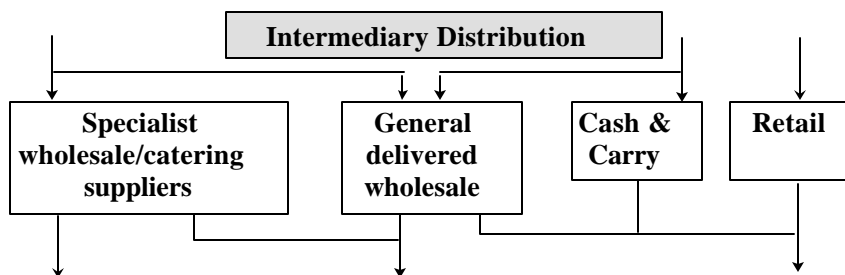 Intermediary Distribution
Specialist
wholesale/catering
suppliers
General
delivered
wholesale
Cash &
Carry
Retail